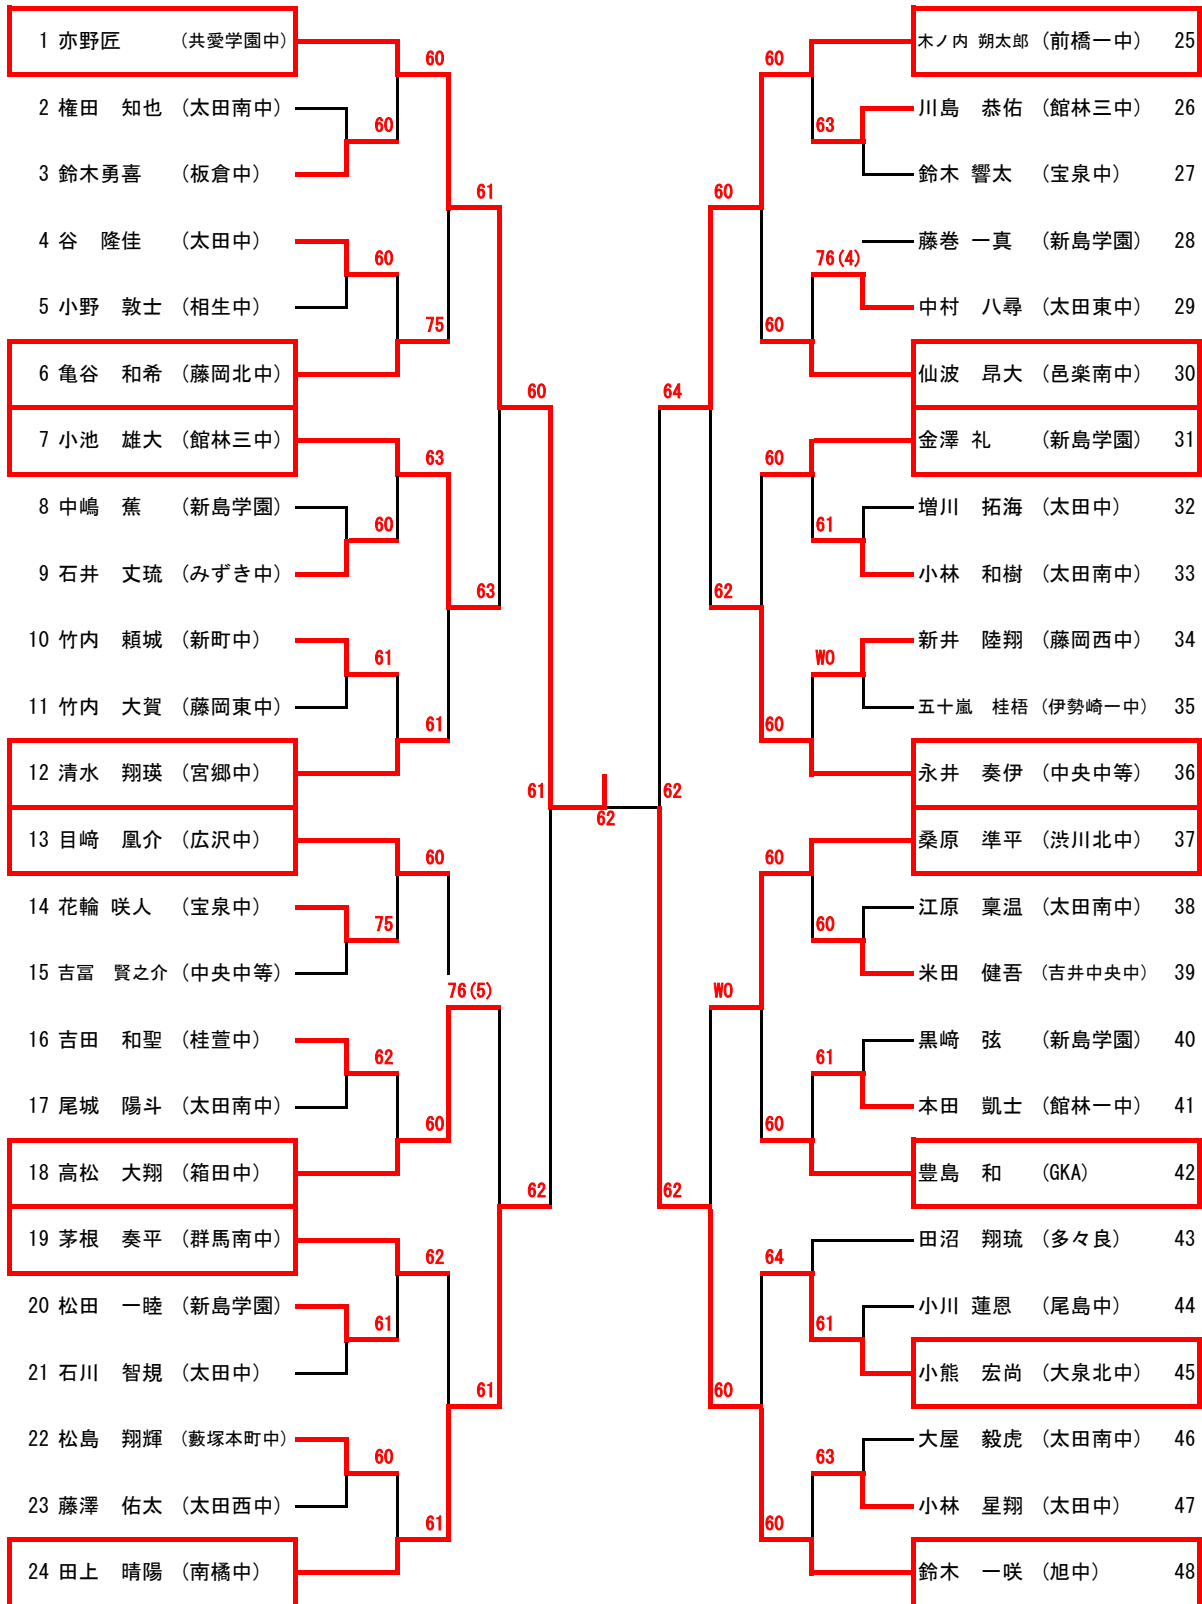 1 亦野匠 (共愛学園中)
60
2 権田 知也 (太田南中)
60
3 鈴木勇喜 (板倉中)
61
4 谷 隆佳 (太田中)
60
5 小野 敦士 (相生中)
75
6 亀谷 和希 (藤岡北中)
60
7 小池 雄大 (館林三中)
63
8 中嶋 蕉 (新島学園)
60
9 石井 丈琉 (みずき中)
63
10 竹内 頼城 (新町中)
61
11 竹内 大賀 (藤岡東中)
61
12 清水 翔瑛 (宮郷中)
61
62
13 目﨑 凰介 (広沢中)
60
14 花輪 咲人 (宝泉中)
75
15 吉冨 賢之介 (中央中等)
76(5)
16 吉田 和聖 (桂萱中)
62
17 尾城 陽斗 (太田南中)
60
18 高松 大翔 (箱田中)
62
19 茅根 奏平 (群馬南中)
62
20 松田 一睦 (新島学園)
61
21 石川 智規 (太田中)
61
22 松島 翔輝 (藪塚本町中)
60
23 藤澤 佑太 (太田西中)
61
24 田上 晴陽 (南橘中)
木ノ内 朔太郎 (前橋一中) 25
60
川島 恭佑 (館林三中) 26
63
鈴木 響太 (宝泉中) 27
60
藤巻 一真 (新島学園) 28
76(4)
中村 八尋 (太田東中) 29
60
仙波 昂大 (邑楽南中) 30
64
金澤 礼 (新島学園) 31
60
増川 拓海 (太田中) 32
61
小林 和樹 (太田南中) 33
62
新井 陸翔 (藤岡西中) 34
WO
五十嵐 桂梧 (伊勢崎一中) 35
60
永井 奏伊 (中央中等) 36
62
桑原 準平 (渋川北中) 37
60
江原 稟温 (太田南中) 38
60
米田 健吾 (吉井中央中) 39
WO
黒﨑 弦 (新島学園) 40
61
本田 凱士 (館林一中) 41
60
豊島 和 (GKA) 42
62
田沼 翔琉 (多々良) 43
64
小川 蓮恩 (尾島中) 44
61
小熊 宏尚 (大泉北中) 45
60
大屋 毅虎 (太田南中) 46
63
小林 星翔 (太田中) 47
60
鈴木 一咲 (旭中) 48